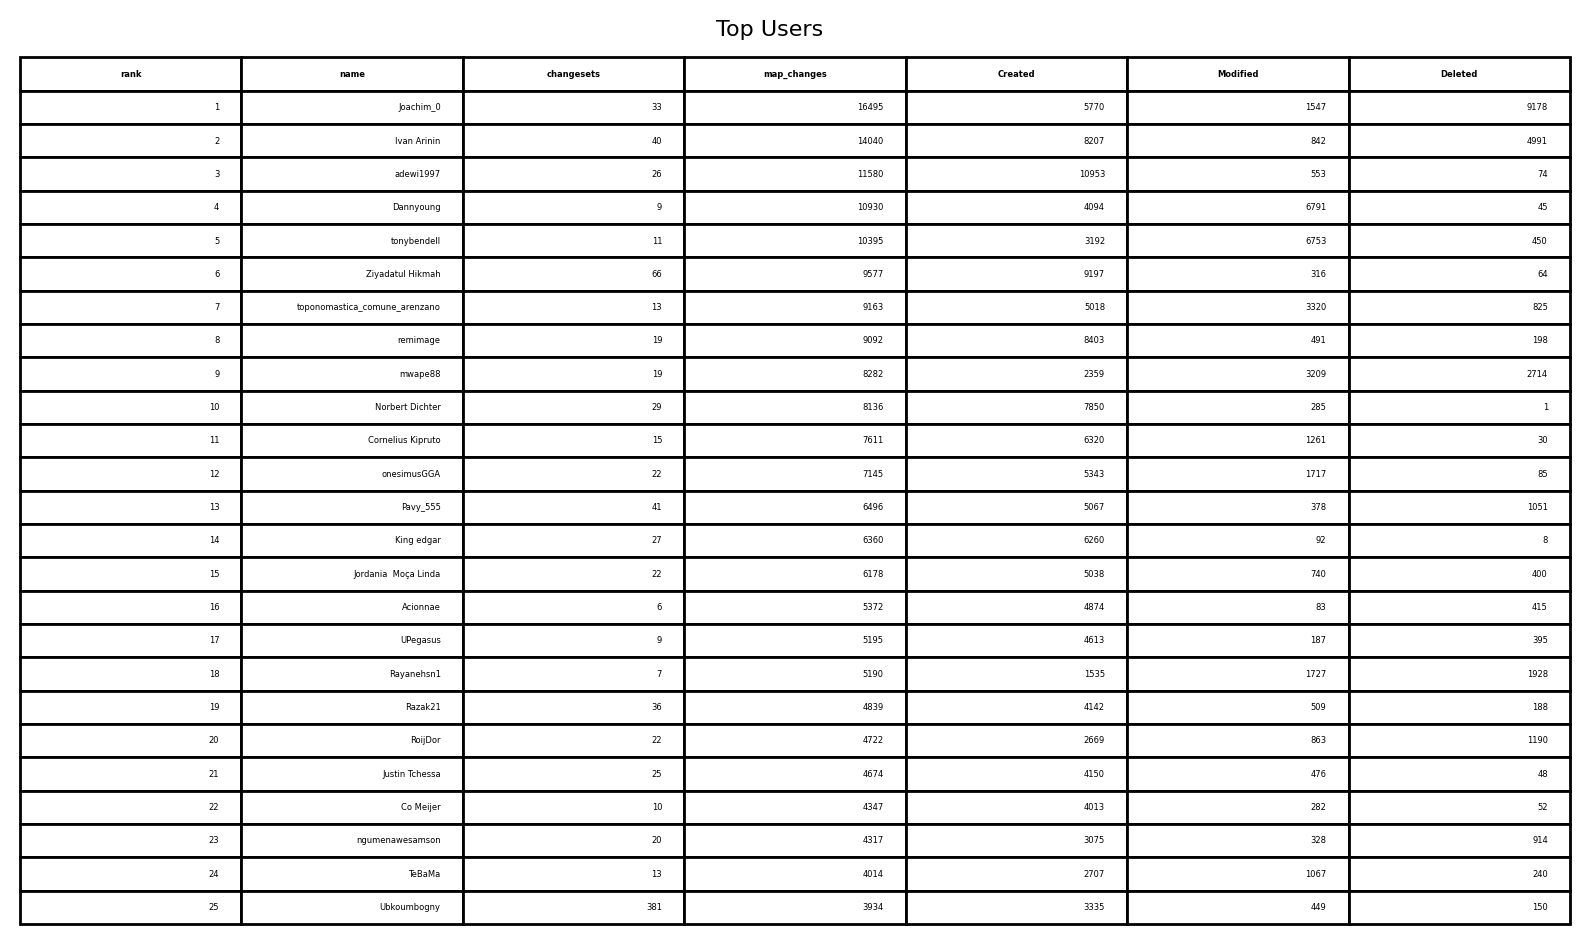 Top Users
rank name changesets map_changes Created Modified Deleted
1 Joachim_0 33 16495 5770 1547 9178
2 Ivan Arinin 40 14040 8207 842 4991
3 adewi1997 26 11580 10953 553 74
4 Dannyoung 9 10930 4094 6791 45
5 tonybendell 11 10395 3192 6753 450
6 Ziyadatul Hikmah 66 9577 9197 316 64
7 toponomastica_comune_arenzano 13 9163 5018 3320 825
8 remimage 19 9092 8403 491 198
9 mwape88 19 8282 2359 3209 2714
10 Norbert Dichter 29 8136 7850 285 1
11 Cornelius Kipruto 15 7611 6320 1261 30
12 onesimusGGA 22 7145 5343 1717 85
13 Pavy_555 41 6496 5067 378 1051
14 King edgar 27 6360 6260 92 8
15 Jordania  Moça Linda 22 6178 5038 740 400
16 Acionnae 6 5372 4874 83 415
17 UPegasus 9 5195 4613 187 395
18 Rayanehsn1 7 5190 1535 1727 1928
19 Razak21 36 4839 4142 509 188
20 RoijDor 22 4722 2669 863 1190
21 Justin Tchessa 25 4674 4150 476 48
22 Co Meijer 10 4347 4013 282 52
23 ngumenawesamson 20 4317 3075 328 914
24 TeBaMa 13 4014 2707 1067 240
25 Ubkoumbogny 381 3934 3335 449 150